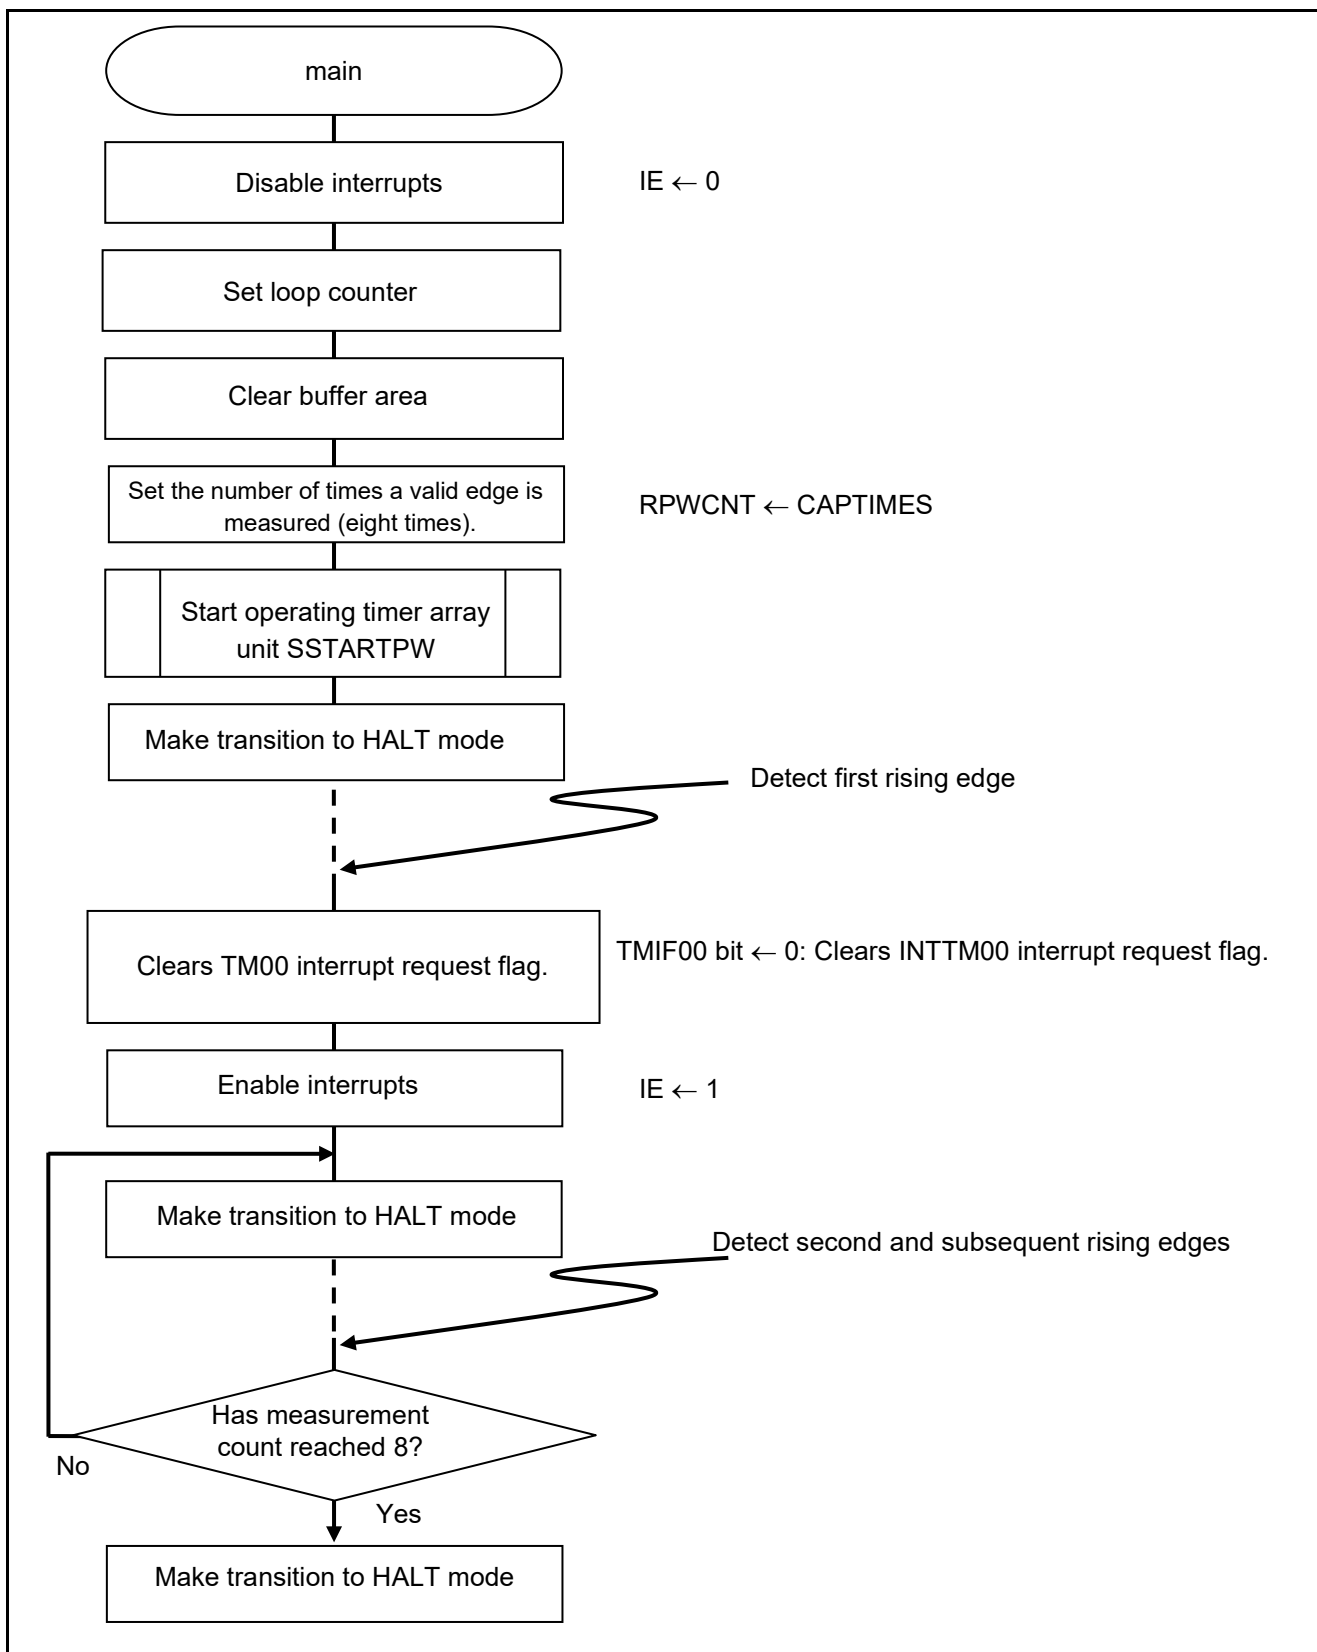 main
Disable interrupts
IE ← 0
Set loop counter
Clear buffer area
Set the number of times a valid edge is
measured (eight times).
RPWCNT ← CAPTIMES
Start operating timer array
unit SSTARTPW
Make transition to HALT mode
Detect first rising edge
Clears TM00 interrupt request flag.
TMIF00 bit ← 0: Clears INTTM00 interrupt request flag.
Enable interrupts
IE ← 1
Make transition to HALT mode
Detect second and subsequent rising edges
Has measurement
count reached 8?
No
Yes
Make transition to HALT mode